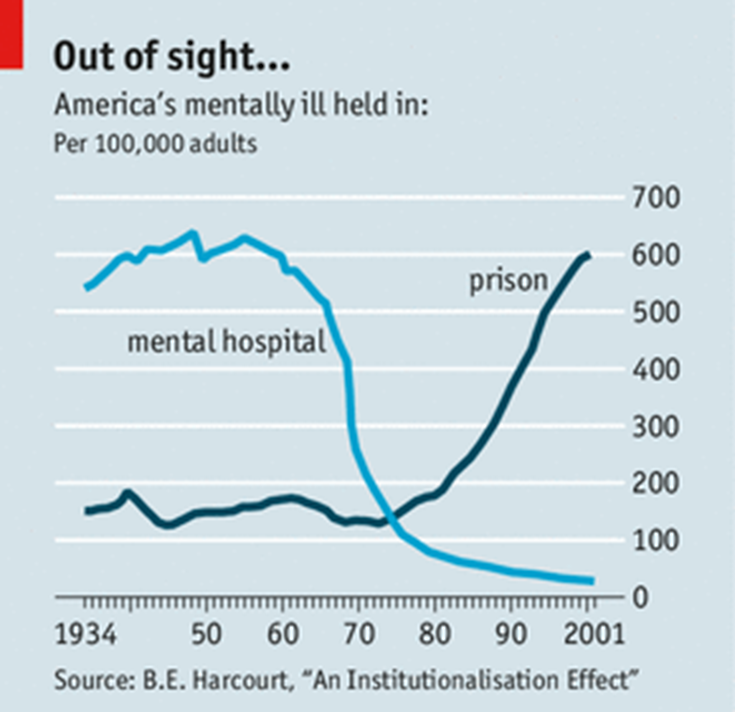 Out of sight...
America's mentally ill held in:
Per 100,000 adults
700
600
prison
500
mental hospital
400
300
200
100
0
1934 50 60 70 80 90 2001
Source: B.E. Harcourt, "An Institutionalisation Effect"